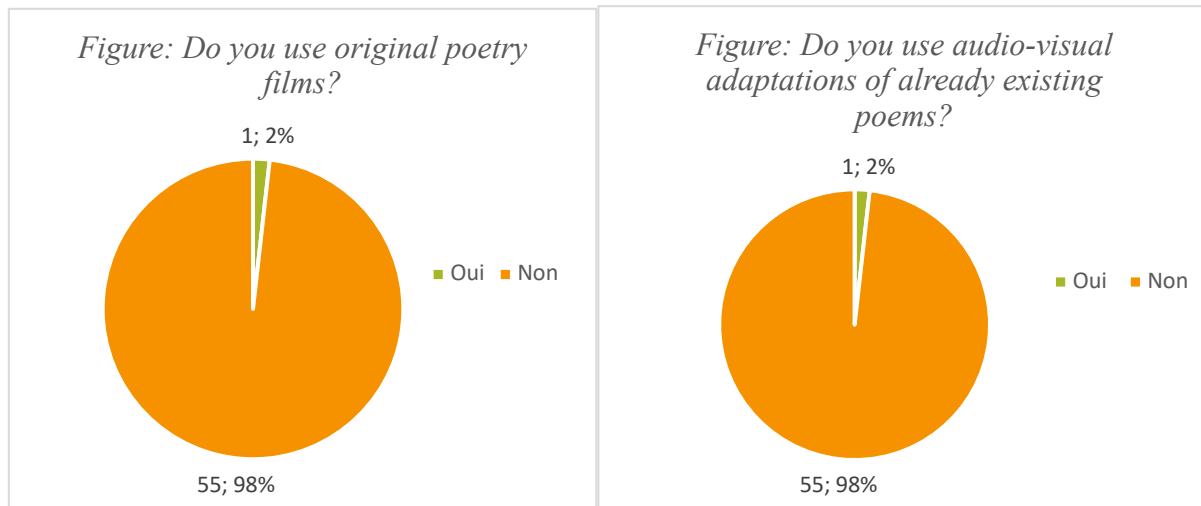 Figure: Do you use original poetry
films?
1; 2%
Oui Non
55; 98%
Figure: Do you use audio-visual
adaptations of already existing
poems?
1; 2%
Oui Non
55; 98%